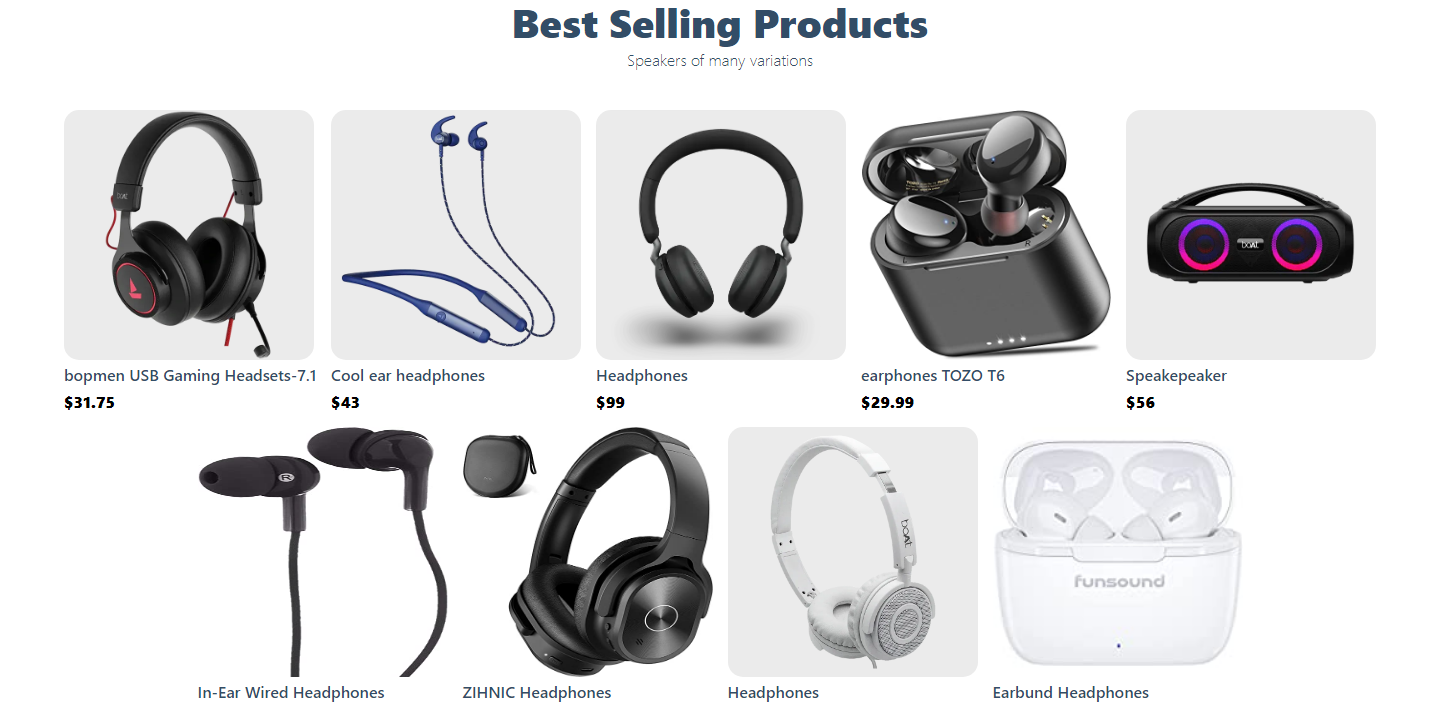 Best Selling Products
Speakers of many variations
boAt
boAt
bopmen USB Gaming Headsets-7.1
Cool ear headphones
Headphones
earphones TOZO T6
Speakepeaker
$31.75
$43
$99
$29.99
$56
R
boAt
funsound
In-Ear Wired Headphones
ZIHNIC Headphones
Headphones
Earbund Headphones